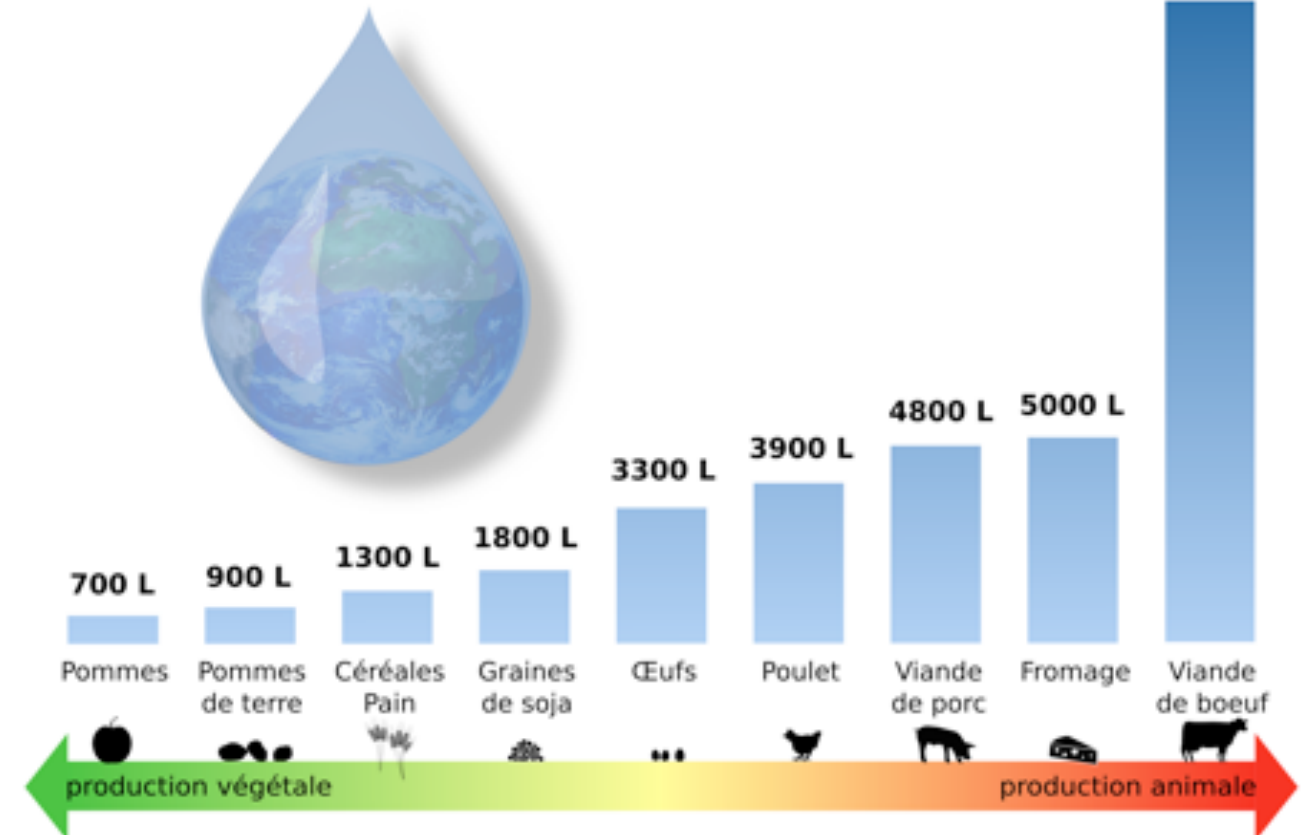 5000 L
4800 L
3900 L
3300 L
1800 L
1300 L
900 L
700 L
Pommes
Pommes
de terre
Céréales
Pain
Graines
de soja
Œufs
Poulet
Viande
de porc
Fromage
Viande
de boeuf
production végétale
production animale